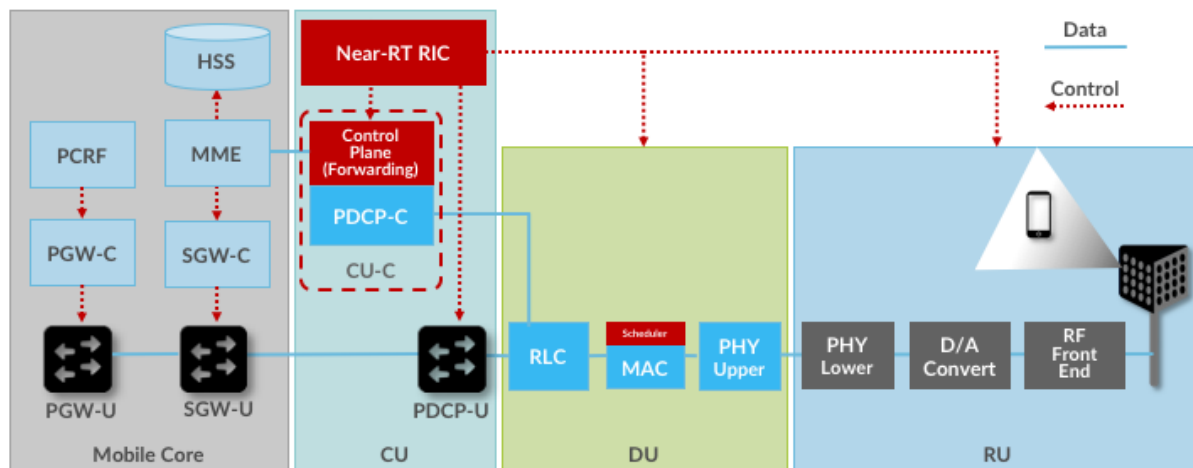 HSS
Near-RT RIC
Data
Control
PCRF
MME
Control
Plane
(Forwarding)
PDCP-C
PGW-C
SGW-C
CU-C
RLC
Scheduler
MAC
PHY
Upper
PHY
Lower
D/A
Convert
RF
Front
End
PGW-U
SGW-U
PDCP-U
Mobile Core
CU
DU
RU